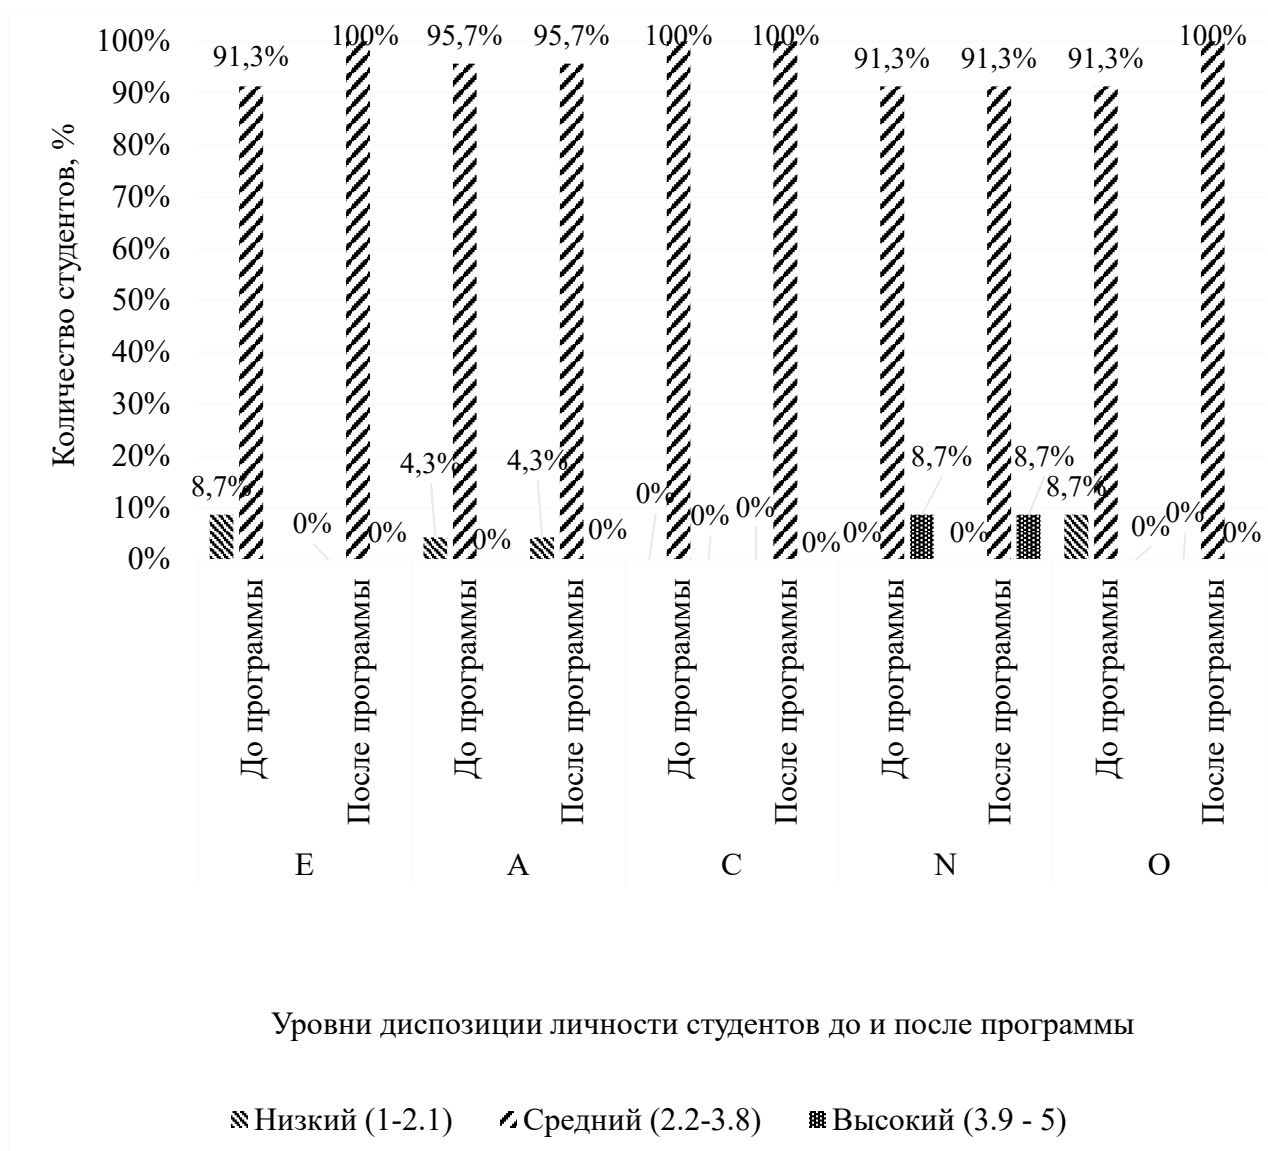 Количество студентов, %
100%
90%
80%
70%
60%
50%
40%
30%
20%
10%
0%
91,3%
100%
95,7%
95,7%
100%
100%
91,3%
91,3%
91,3%
100%
8,7%
0%
0%
4,3%
0%
4,3%
0%
0%
0%
0%
0%
0%
8,7%
0%
8,7%
8,7%
0%
0%
0%
До программы
После программы
До программы
После программы
До программы
После программы
До программы
После программы
До программы
После программы
E
A
C
N
O
Уровни диспозиции личности студентов до и после программы
Низкий (1-2.1)
Средний (2.2-3.8)
Высокий (3.9 - 5)